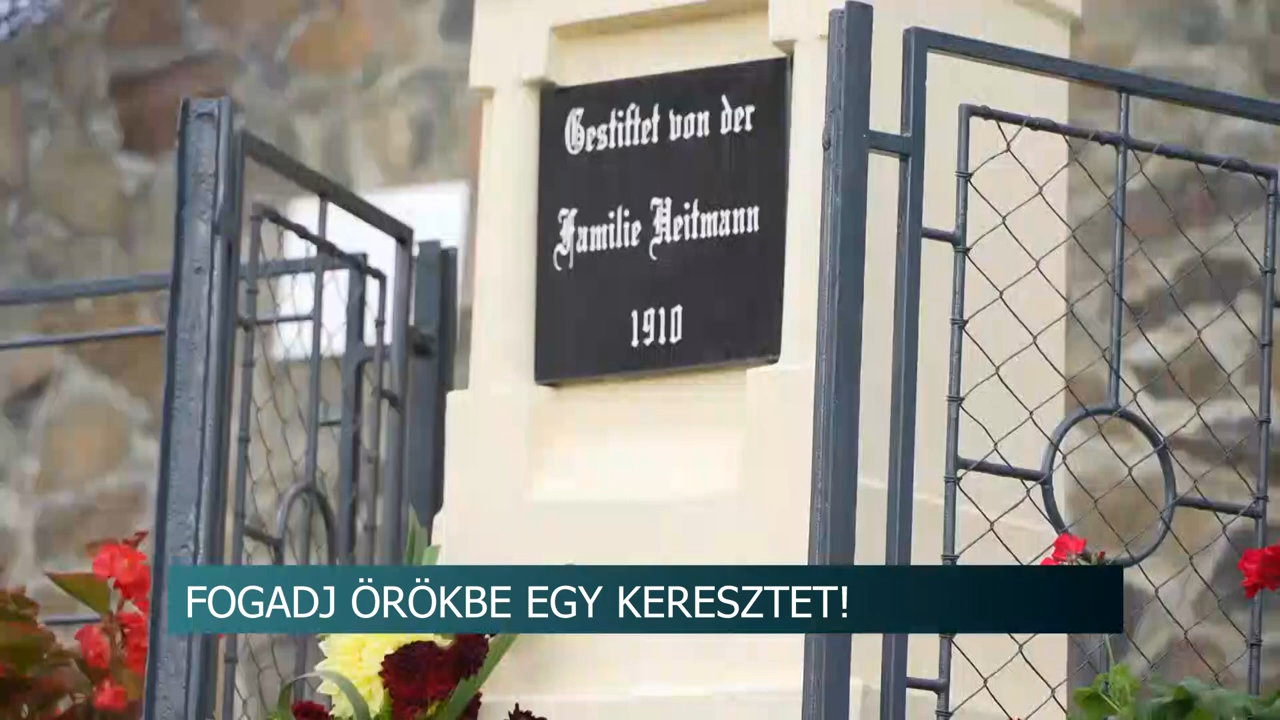 Gestiftet von der
Familie Heitmann
1910
FOGADJ ÖRÖKBE EGY KERESZTET!